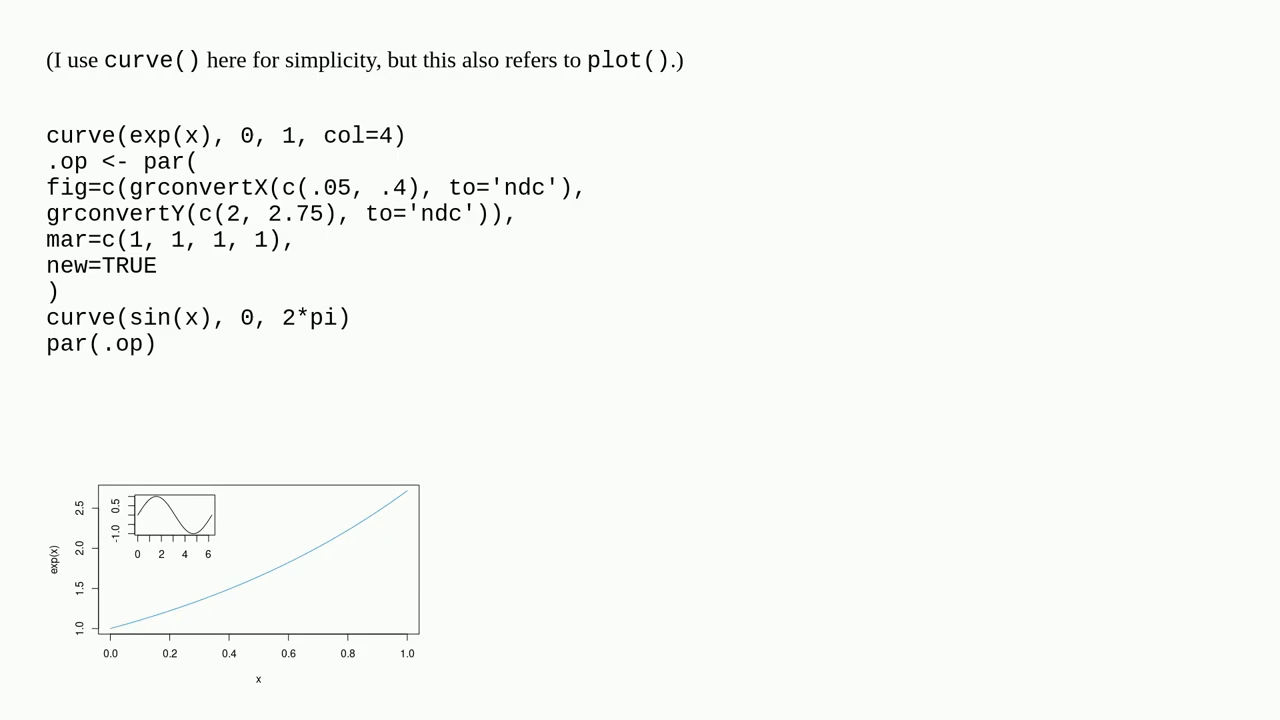 (I use curve() here for simplicity, but this also refers to plot().)
curve(exp(x), 0, 1, col=4)
.op <- par(
fig=c(grconvertX(c(.05, .4), to='ndc'),
grconvertY(c(2, 2.75), to='ndc')),
mar=c(1, 1, 1, 1),
new=TRUE
)
curve(sin(x), 0, 2*pi)
par(.op)
exp(x)
1.0 1.5 2.0 2.5
-1.0 0.5
0 2 4 6
0.0 0.2 0.4 0.6 0.8 1.0
x